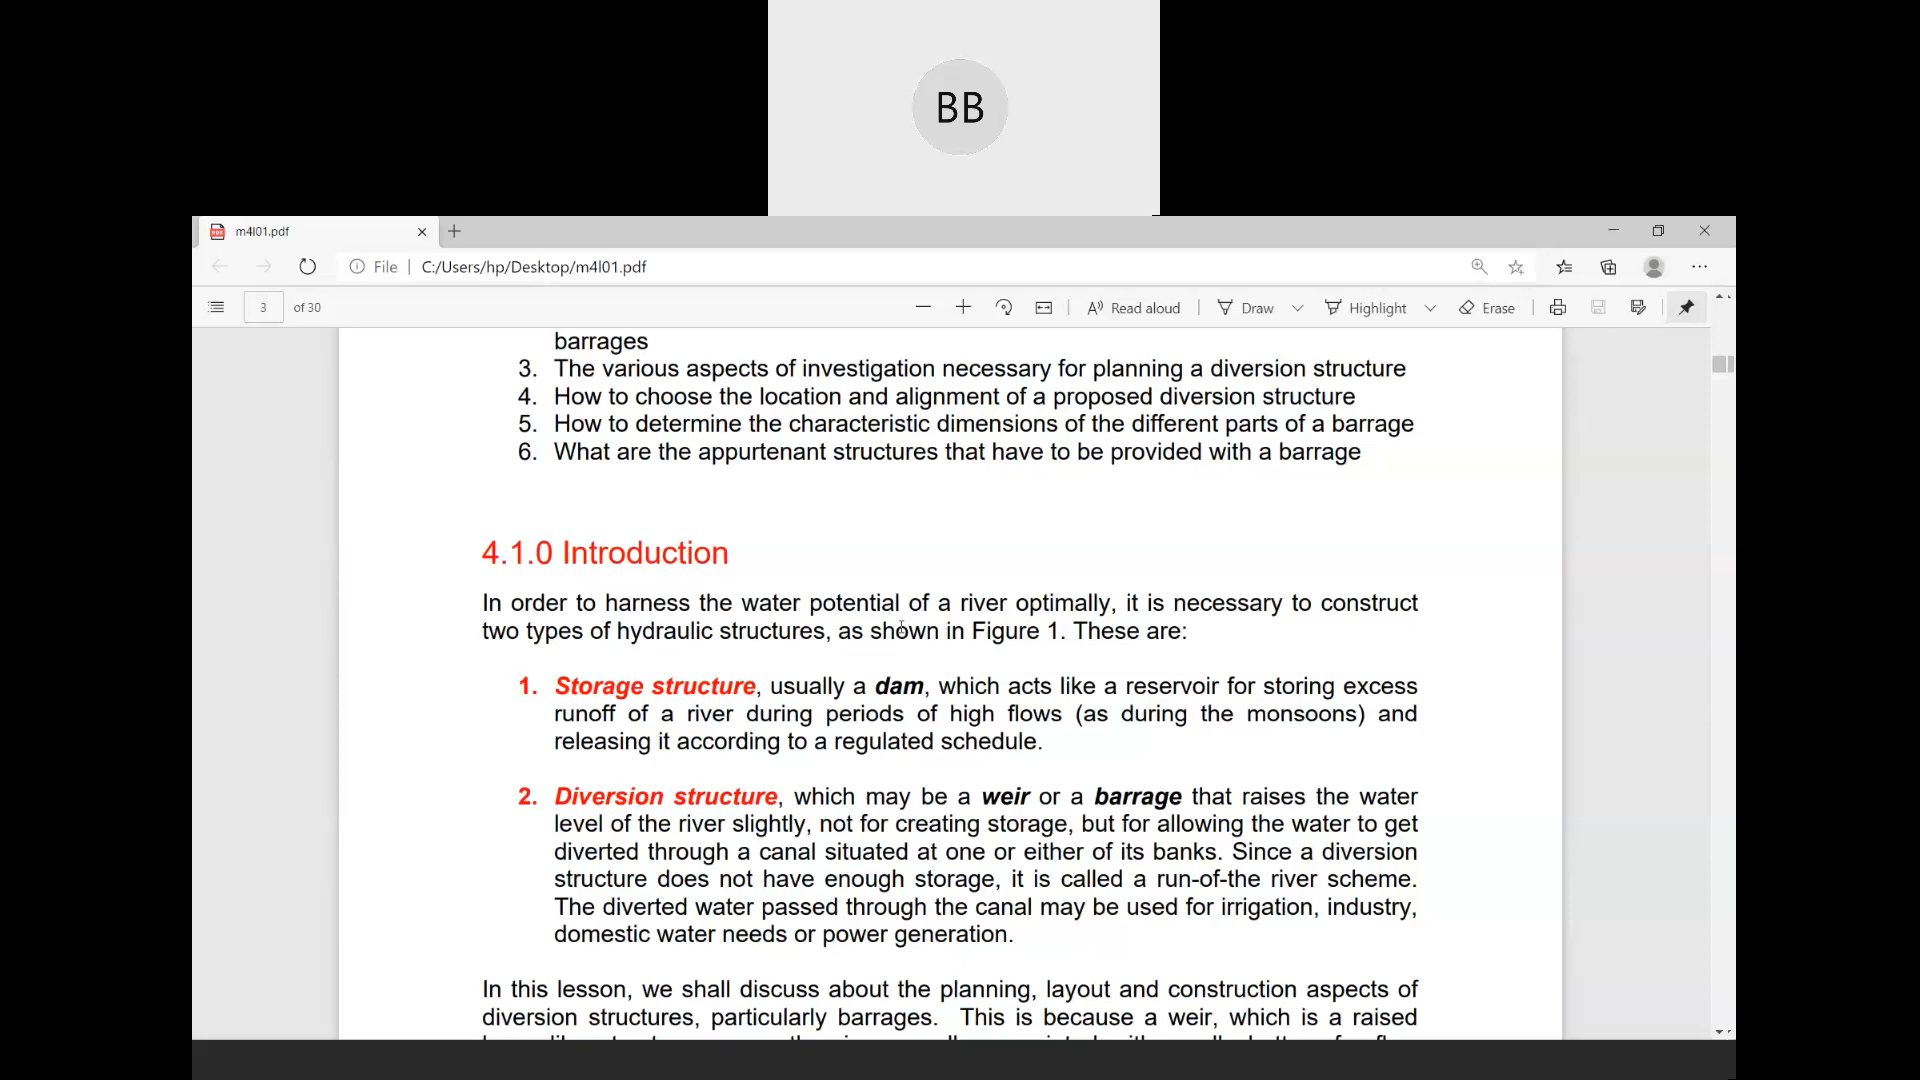 BB
m4l01.pdf
File
C:/Users/hp/Desktop/m4l01.pdf
3 of 30
Read aloud
Draw
Highlight
Erase
barrages
3. The various aspects of investigation necessary for planning a diversion structure
4. How to choose the location and alignment of a proposed diversion structure
5. How to determine the characteristic dimensions of the different parts of a barrage
6. What are the appurtenant structures that have to be provided with a barrage
4.1.0 Introduction
In order to harness the water potential of a river optimally, it is necessary to construct
two types of hydraulic structures, as shown in Figure 1. These are:
1. Storage structure, usually a dam, which acts like a reservoir for storing excess
runoff of a river during periods of high flows (as during the monsoons) and
releasing it according to a regulated schedule.
2. Diversion structure, which may be a weir or a barrage that raises the water
level of the river slightly, not for creating storage, but for allowing the water to get
diverted through a canal situated at one or either of its banks. Since a diversion
structure does not have enough storage, it is called a run-of-the river scheme.
The diverted water passed through the canal may be used for irrigation, industry,
domestic water needs or power generation.
In this lesson, we shall discuss about the planning, layout and construction aspects of
diversion structures, particularly barrages. This is because a weir, which is a raised